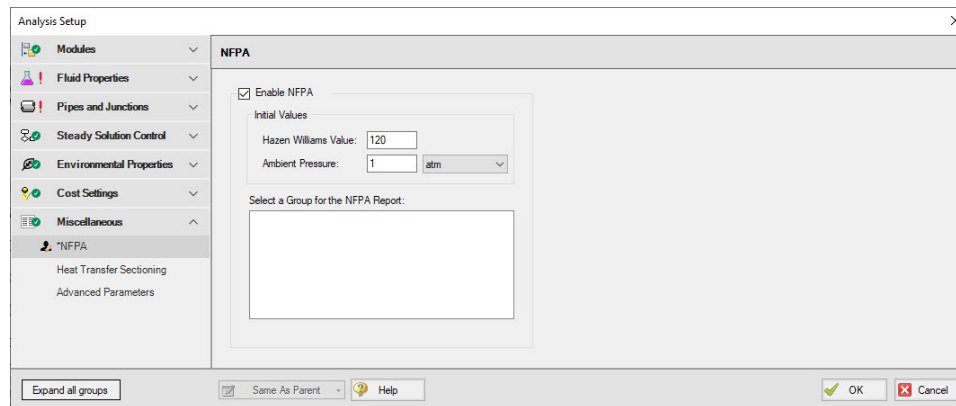 Analysis Setup
Modules
Fluid Properties
Pipes and Junctions
Steady Solution Control
Environmental Properties
Cost Settings
Miscellaneous
*NFPA
Heat Transfer Sectioning
Advanced Parameters
NFPA
Enable NFPA
Initial Values
Hazen Williams Value: 120
Ambient Pressure: 1 atm
Select a Group for the NFPA Report:
Expand all groups
Same As Parent
Help
OK
Cancel